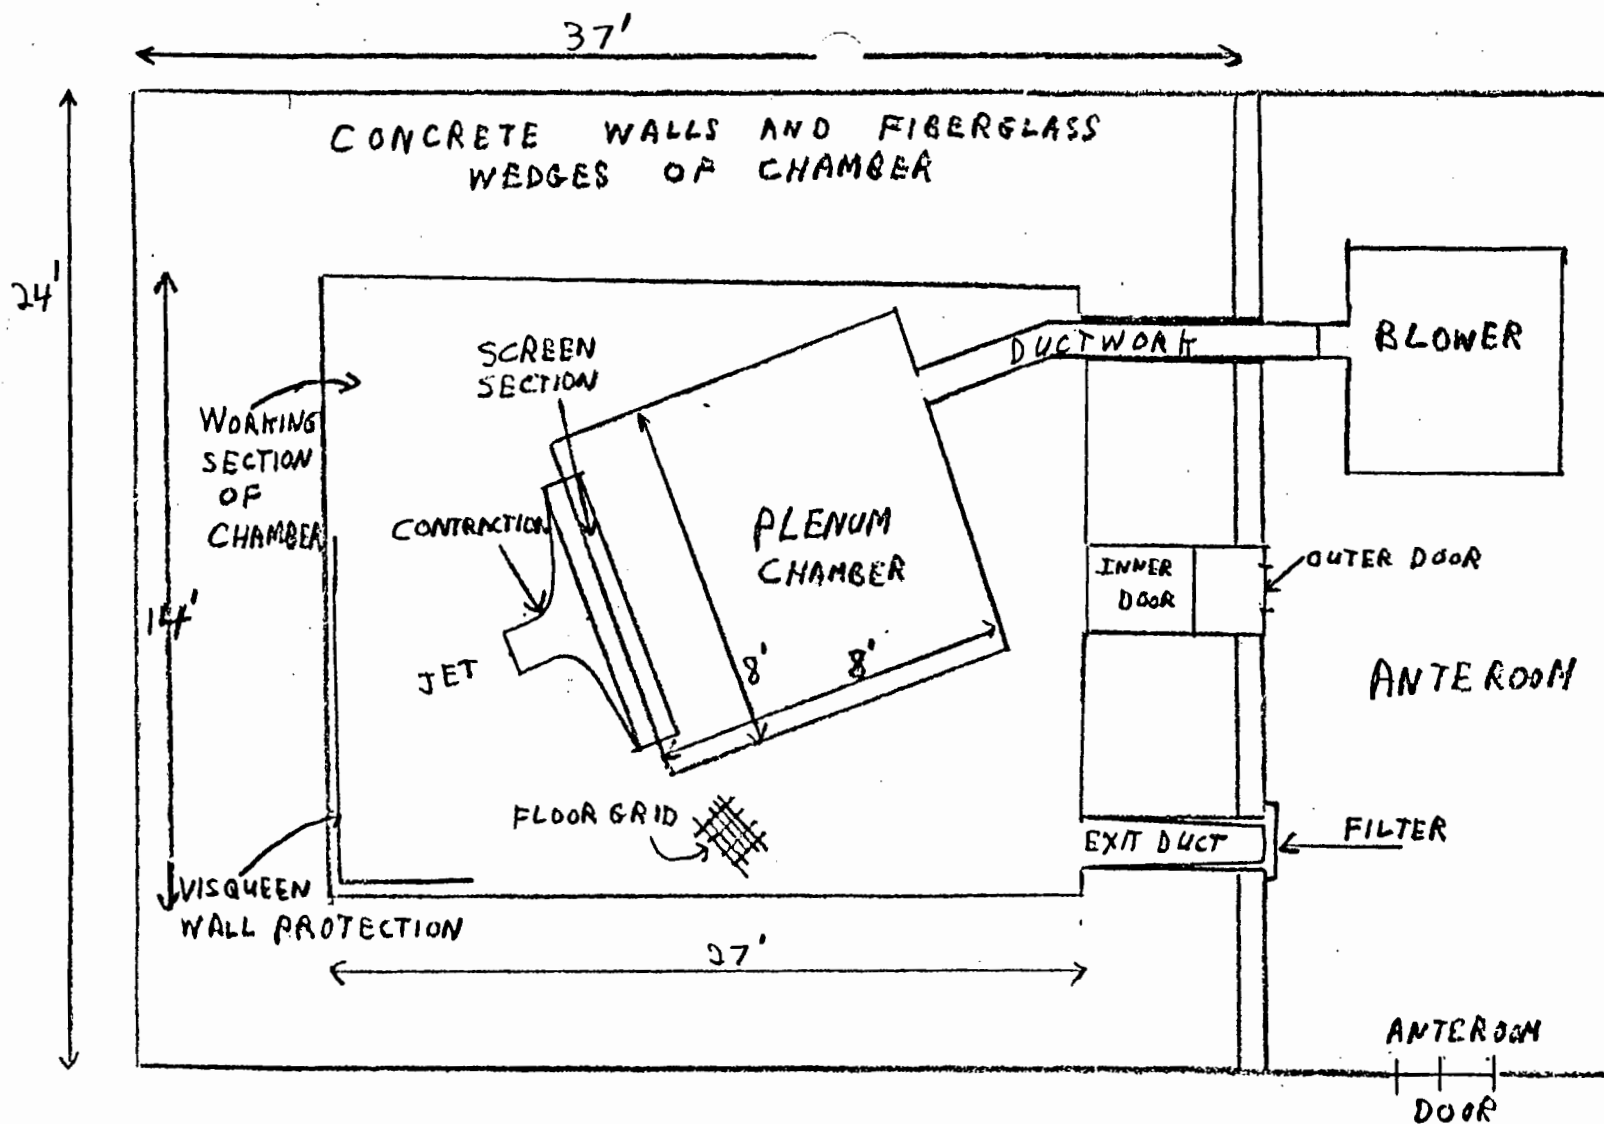 37'
CONCRETE WALLS AND FIBERGLASS
WEDGES OF CHAMBER
24'
14'
WORKING
SECTION
OF
CHAMBER
SCREEN
SECTION
DUCTWORK
BLOWER
CONTRACTION
PLENUM
CHAMBER
INNER
DOOR
OUTER DOOR
JET
8'
8'
ANTEROOM
FLOOR GRID
EXIT DUCT
FILTER
VISQUEEN
WALL PROTECTION
27'
ANTEROOM
DOOR